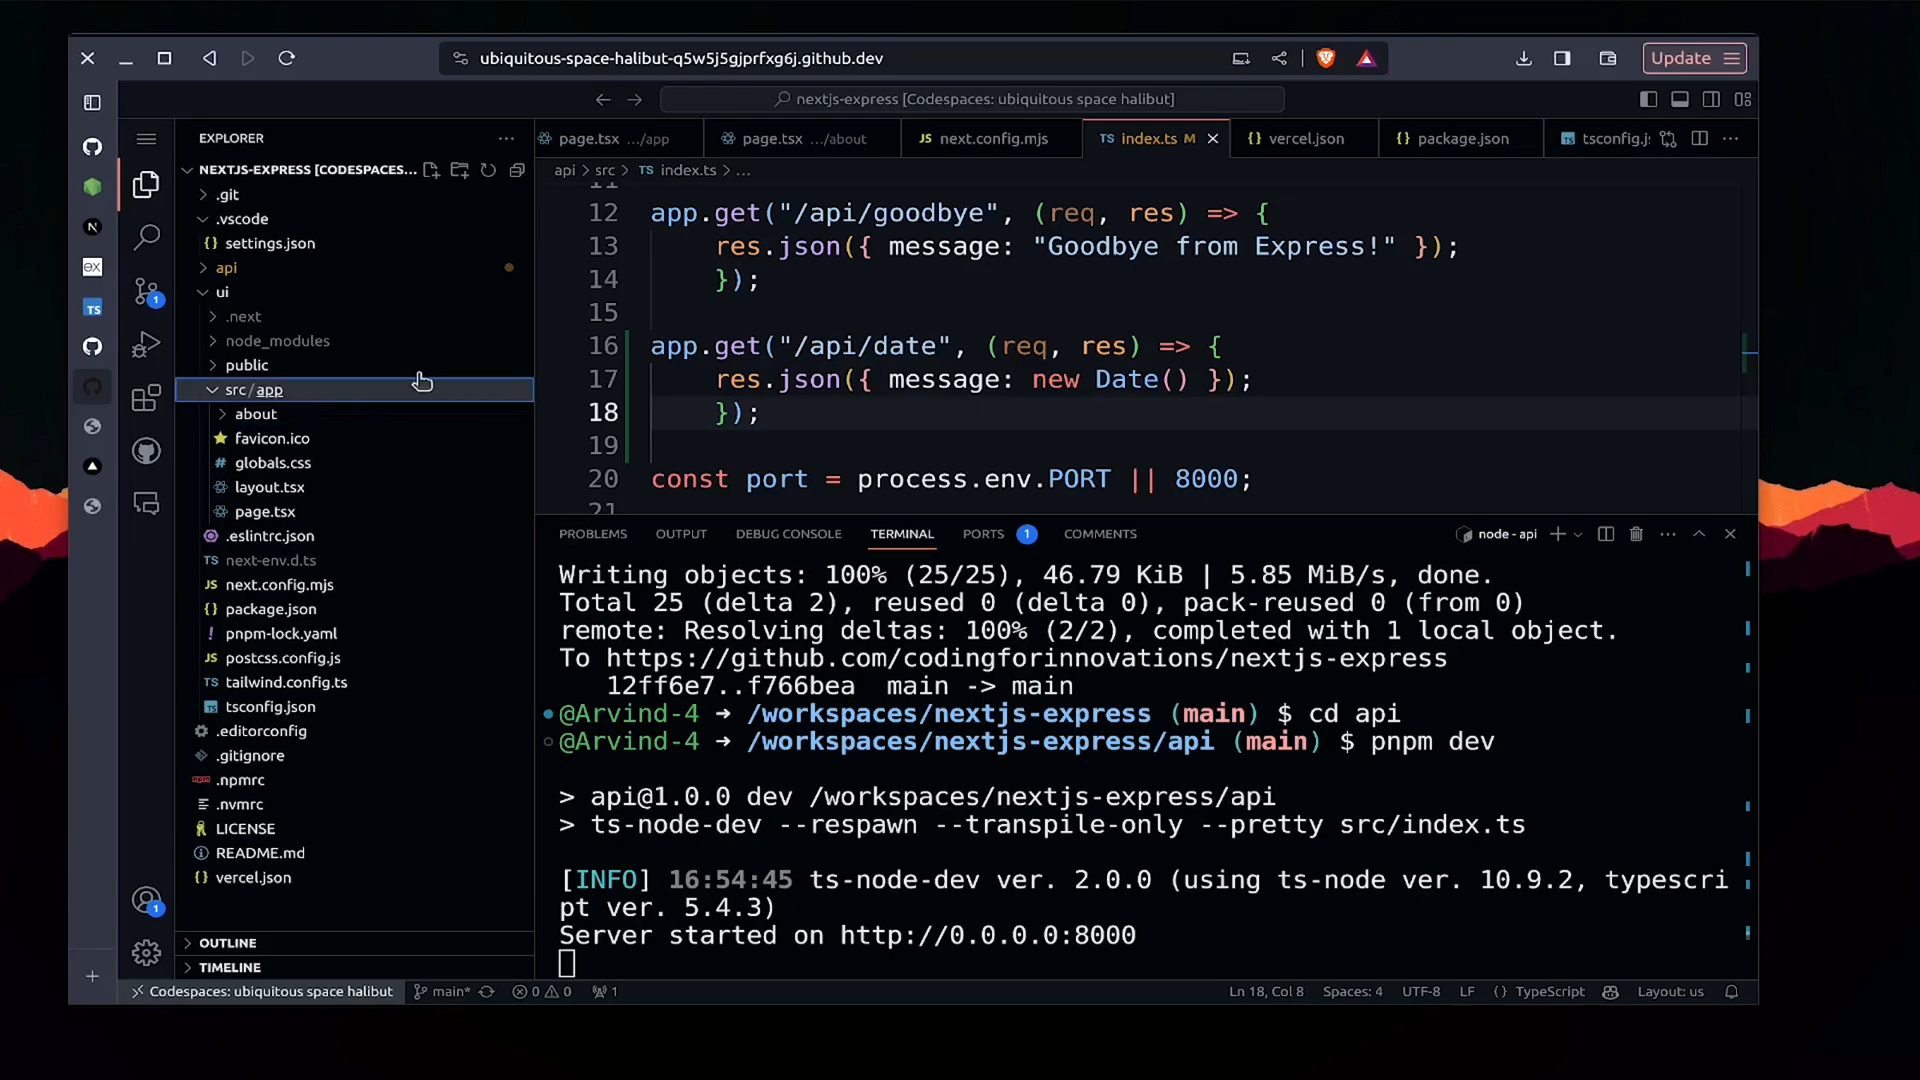 ubiquitous-space-halibut-q5w5j5gjprfxg6j.github.dev
Update
nextjs-express [Codespaces: ubiquitous space halibut]
EXPLORER
page.tsx .../app
page.tsx .../about
JS next.config.mjs
TS index.ts M
{} vercel.json
{} package.json
tsconfig.j
NEXTJS-EXPRESS [CODESPACES...
api > src > TS index.ts > ...
.git
.vscode
{} settings.json
api
ui
.next
node_modules
public
src / app
about
favicon.ico
# globals.css
layout.tsx
page.tsx
.eslintrc.json
TS next-env.d.ts
JS next.config.mjs
{} package.json
! pnpm-lock.yaml
JS postcss.config.js
TS tailwind.config.ts
tsconfig.json
.editorconfig
.gitignore
.npmrc
.nvmrc
LICENSE
README.md
{} vercel.json
OUTLINE
TIMELINE
11
12 app.get("/api/goodbye", (req, res) => {
13 res.json({ message: "Goodbye from Express!" });
14 });
15
16 app.get("/api/date", (req, res) => {
17 res.json({ message: new Date() });
18 });
19
20 const port = process.env.PORT || 8000;
21
PROBLEMS OUTPUT DEBUG CONSOLE TERMINAL PORTS 1 COMMENTS
node - api
Writing objects: 100% (25/25), 46.79 KiB | 5.85 MiB/s, done.
Total 25 (delta 2), reused 0 (delta 0), pack-reused 0 (from 0)
remote: Resolving deltas: 100% (2/2), completed with 1 local object.
To https://github.com/codingforinnovations/nextjs-express
12ff6e7..f766bea main -> main
@Arvind-4 → /workspaces/nextjs-express (main) $ cd api
@Arvind-4 → /workspaces/nextjs-express/api (main) $ pnpm dev
> api@1.0.0 dev /workspaces/nextjs-express/api
> ts-node-dev --respawn --transpile-only --pretty src/index.ts
[INFO] 16:54:45 ts-node-dev ver. 2.0.0 (using ts-node ver. 10.9.2, typescri
pt ver. 5.4.3)
Server started on http://0.0.0.0:8000
N
ex
TS
1
1
Codespaces: ubiquitous space halibut
main*
0 0
1
Ln 18, Col 8
Spaces: 4
UTF-8
LF
{} TypeScript
Layout: us